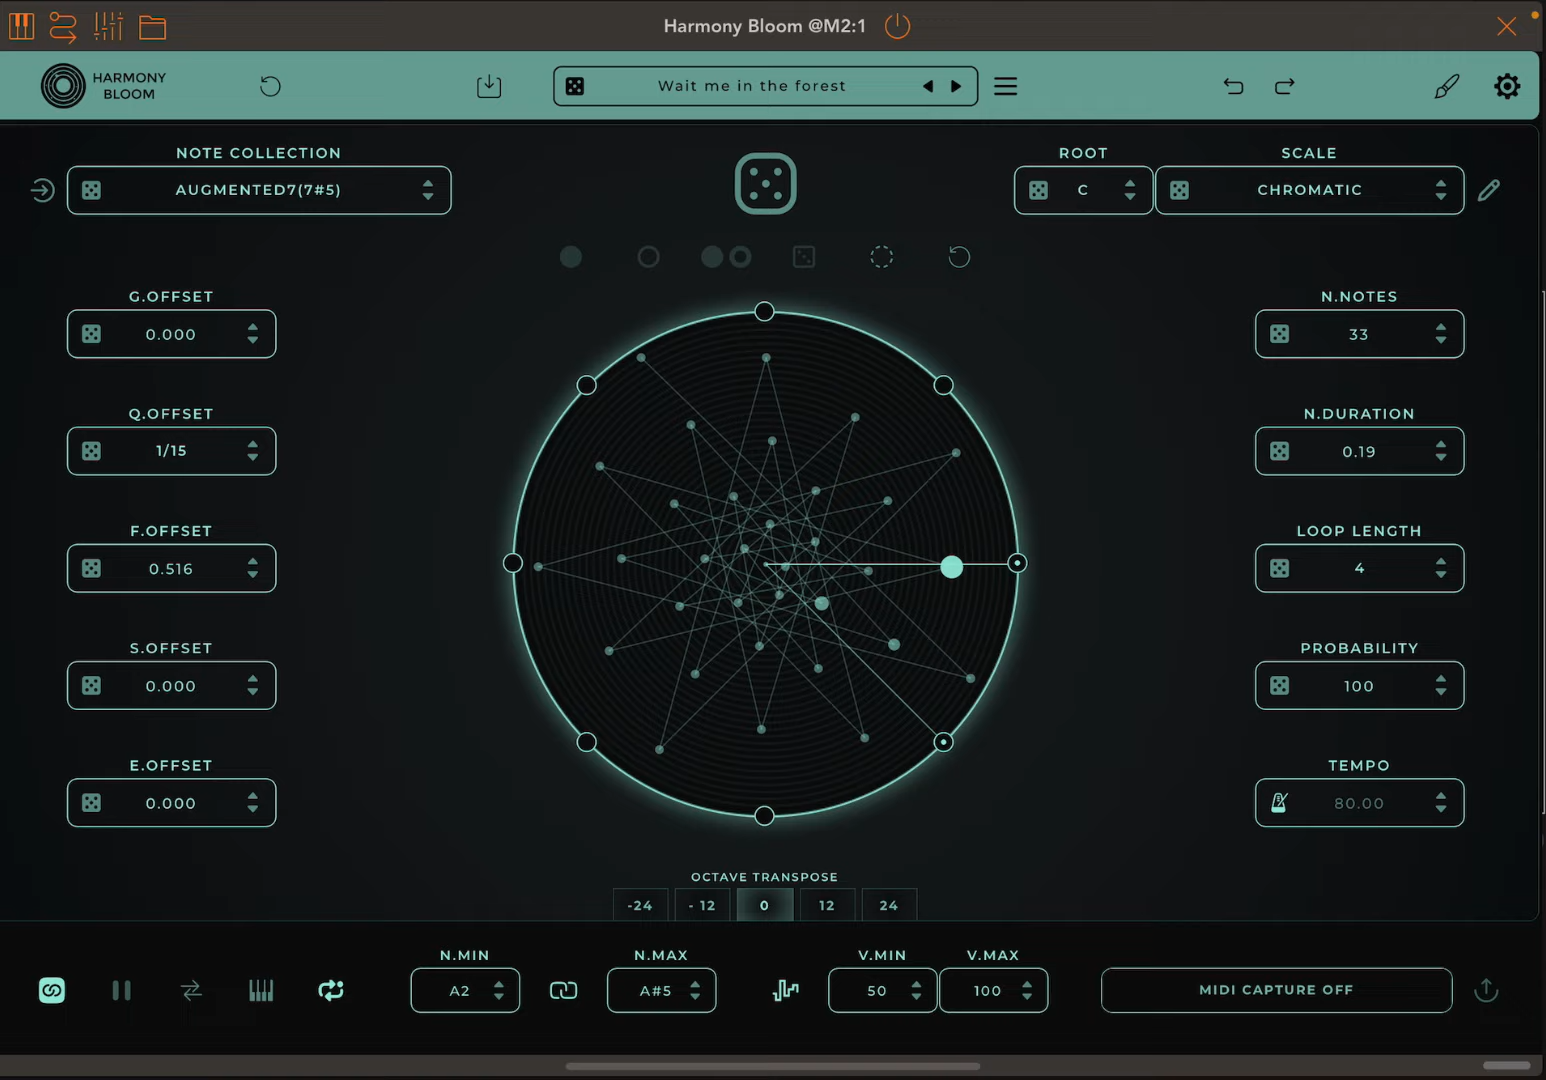 Harmony Bloom @M2:1
HARMONY
BLOOM
Wait me in the forest
NOTE COLLECTION
AUGMENTED7(7#5)
ROOT
C
SCALE
CHROMATIC
G.OFFSET
0.000
Q.OFFSET
1/15
F.OFFSET
0.516
S.OFFSET
0.000
E.OFFSET
0.000
N.NOTES
33
N.DURATION
0.19
LOOP LENGTH
4
PROBABILITY
100
TEMPO
80.00
OCTAVE TRANSPOSE
-24
- 12
0
12
24
N.MIN
A2
N.MAX
A#5
V.MIN
50
V.MAX
100
MIDI CAPTURE OFF